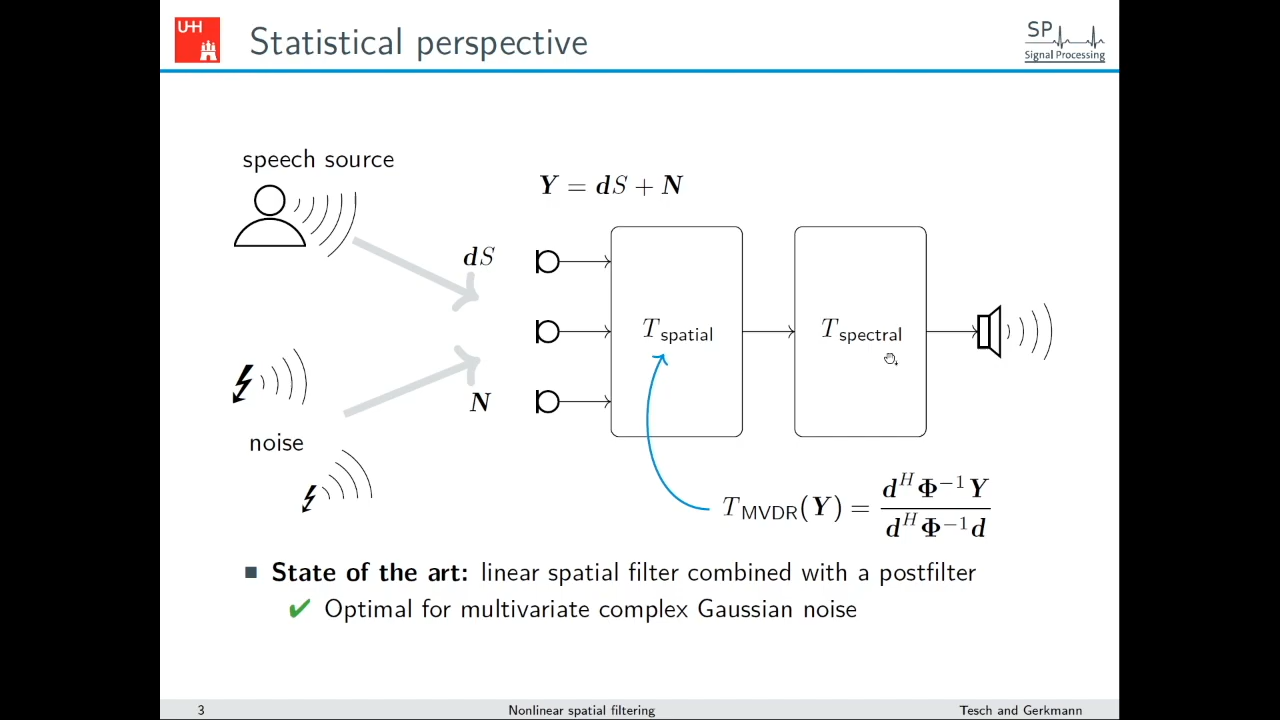 UHH
Statistical perspective
SP
Signal Processing
speech source
Y = dS + N
dS
T_spatial
T_spectral
N
noise
T_MVDR(Y) = \frac{d^H Φ^{-1} Y}{d^H Φ^{-1} d}
State of the art: linear spatial filter combined with a postfilter
✔ Optimal for multivariate complex Gaussian noise
3 Nonlinear spatial filtering Tesch and Gerkmann